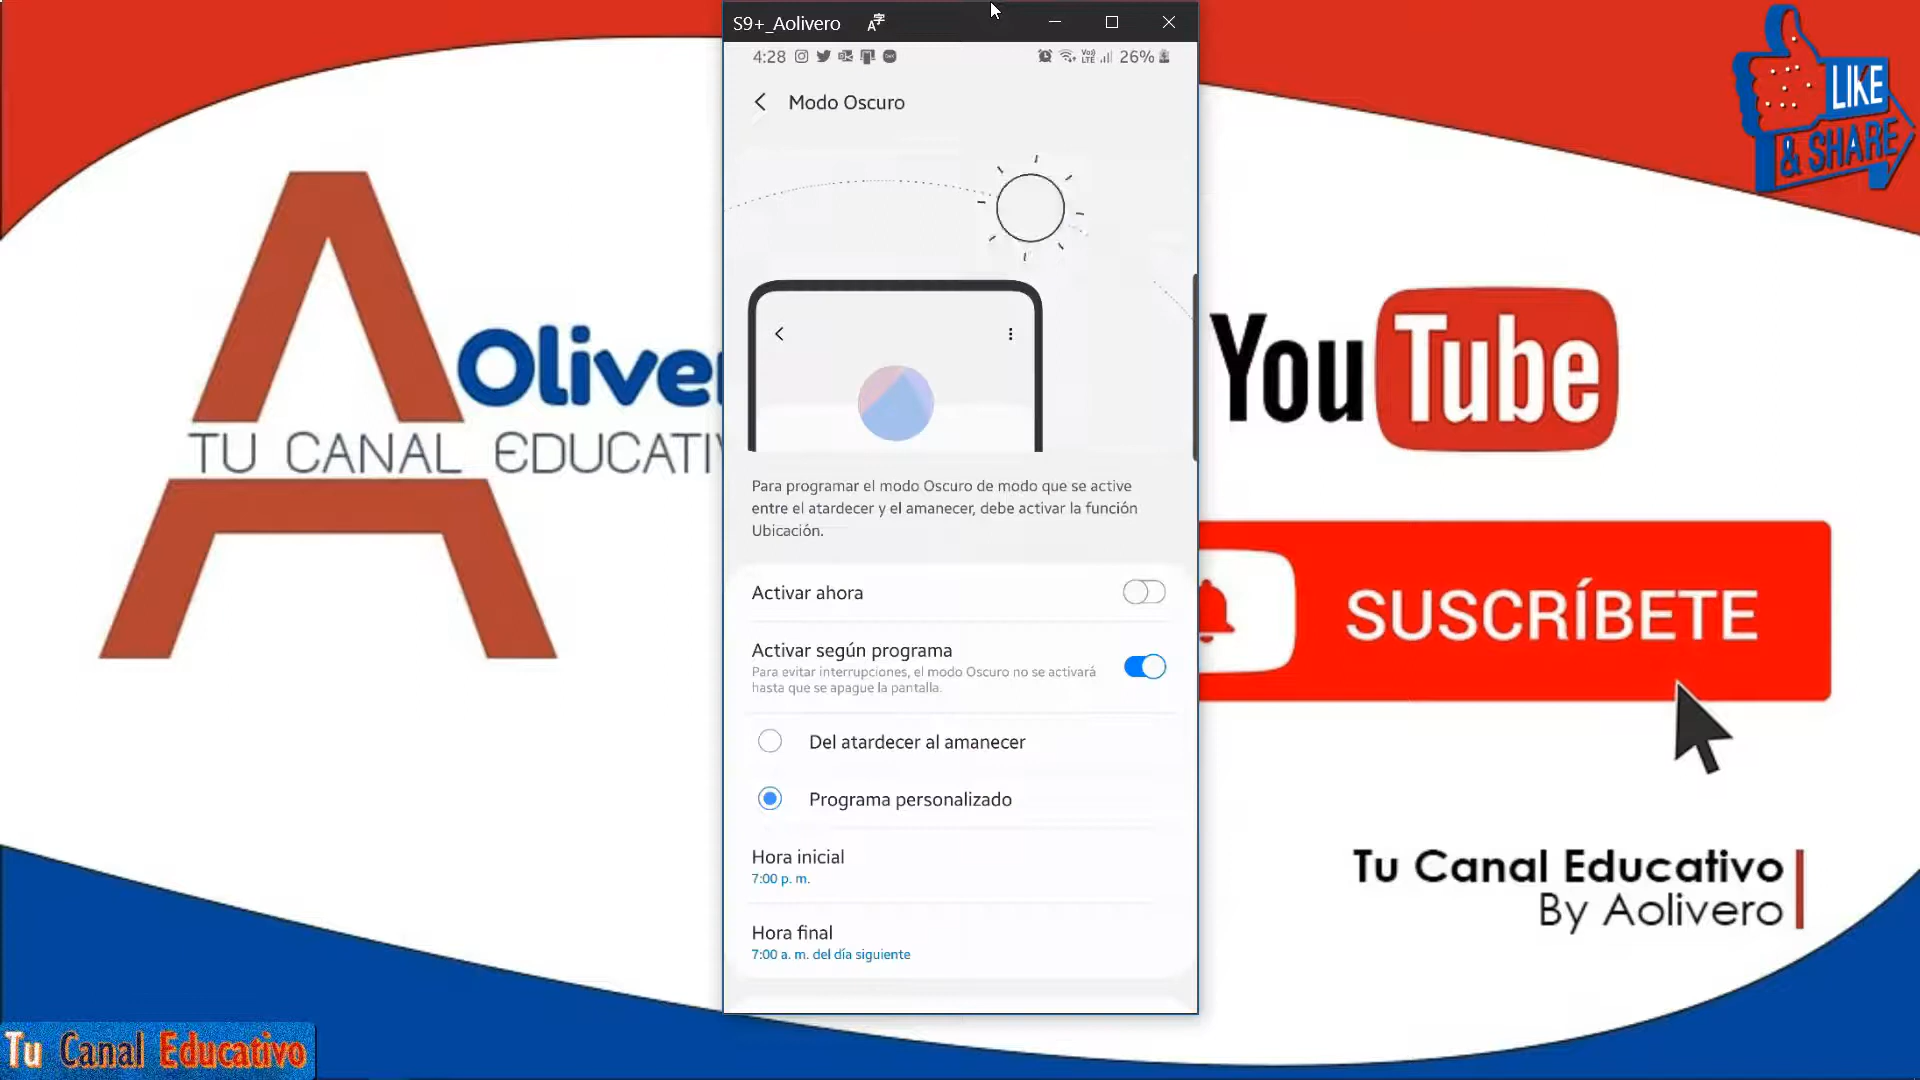 S9+_Aolivero
4:28
26%
Modo Oscuro
LIKE
& SHARE
Oliver
TU CANAL EDUCATIV
YouTube
Para programar el modo Oscuro de modo que se active
entre el atardecer y el amanecer, debe activar la función
Ubicación.
Activar ahora
Activar según programa
Para evitar interrupciones, el modo Oscuro no se activará
hasta que se apague la pantalla.
SUSCRÍBETE
Del atardecer al amanecer
Programa personalizado
Hora inicial
7:00 p. m.
Hora final
7:00 a. m. del día siguiente
Tu Canal Educativo
By Aolivero
Tu Canal Educativo